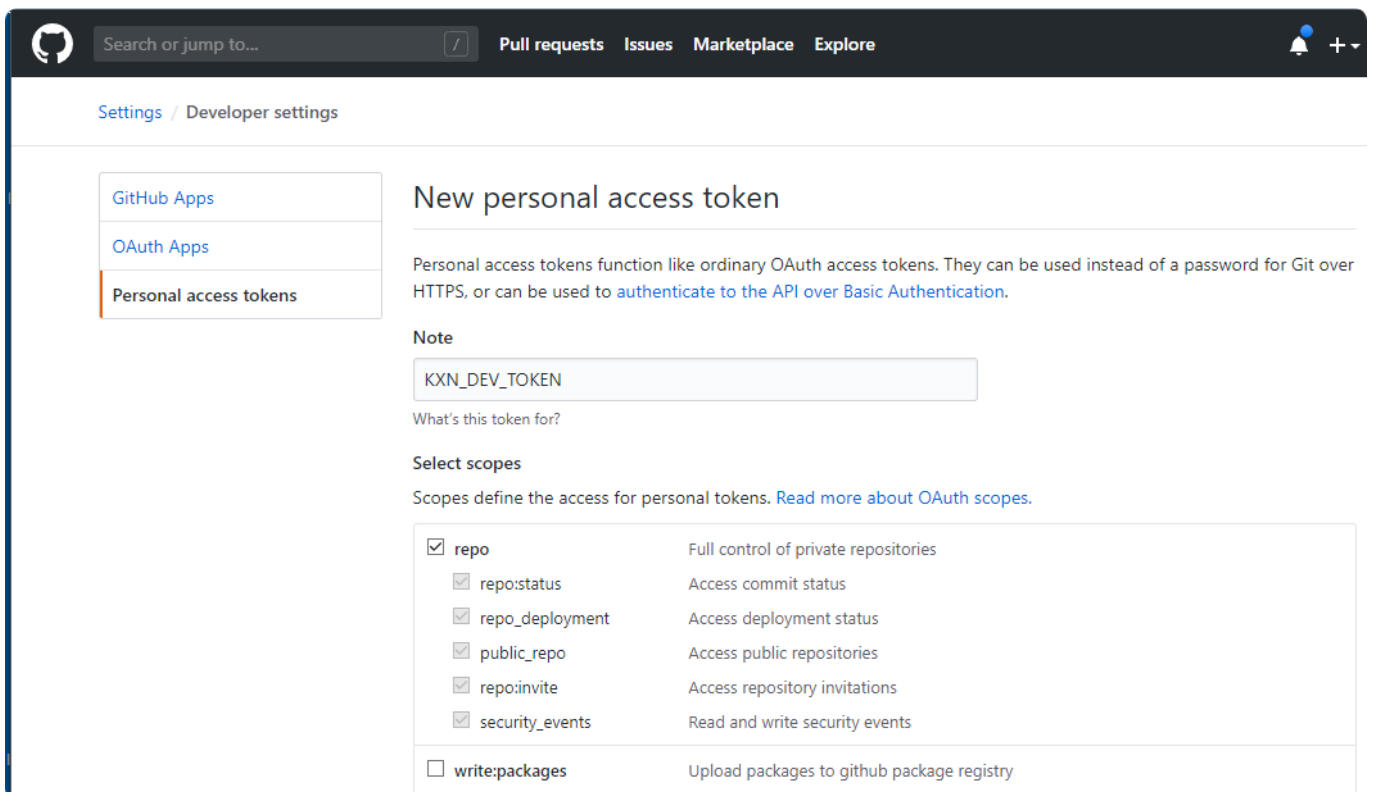 Search or jump to... /
Pull requests Issues Marketplace Explore
Settings / Developer settings
GitHub Apps
OAuth Apps
Personal access tokens
New personal access token
Personal access tokens function like ordinary OAuth access tokens. They can be used instead of a password for Git over
HTTPS, or can be used to authenticate to the API over Basic Authentication.
Note
KXN_DEV_TOKEN
What's this token for?
Select scopes
Scopes define the access for personal tokens. Read more about OAuth scopes.
repo Full control of private repositories
repo:status Access commit status
repo_deployment Access deployment status
public_repo Access public repositories
repo:invite Access repository invitations
security_events Read and write security events
write:packages Upload packages to github package registry